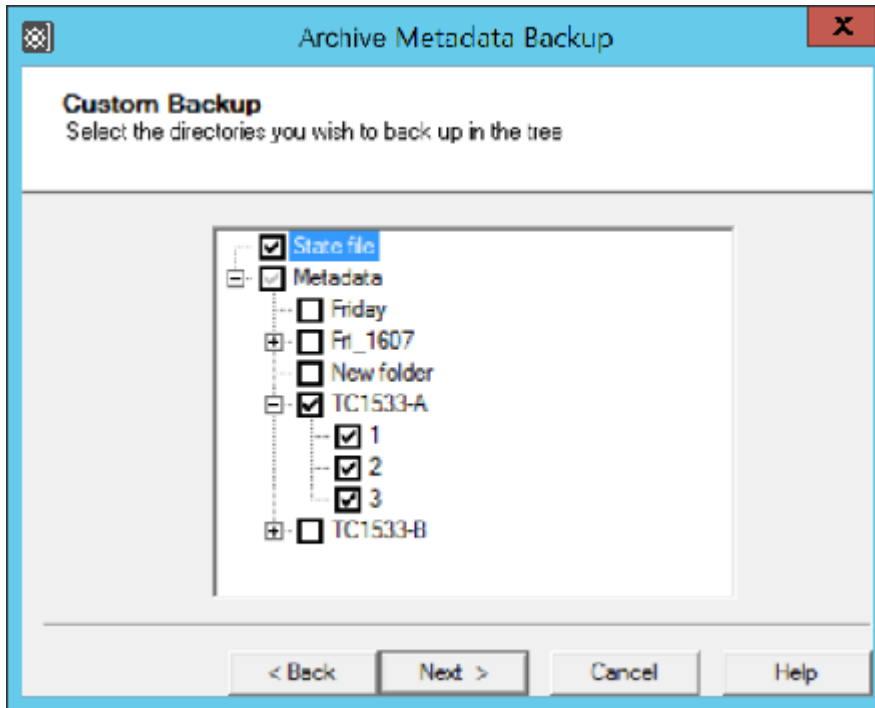 Archive Metadata Backup
X
Custom Backup
Select the directories you wish to back up in the tree
State file
Metadata
Friday
Fri_1607
New folder
TC1533-A
1
2
3
TC1533-B
< Back Next > Cancel Help